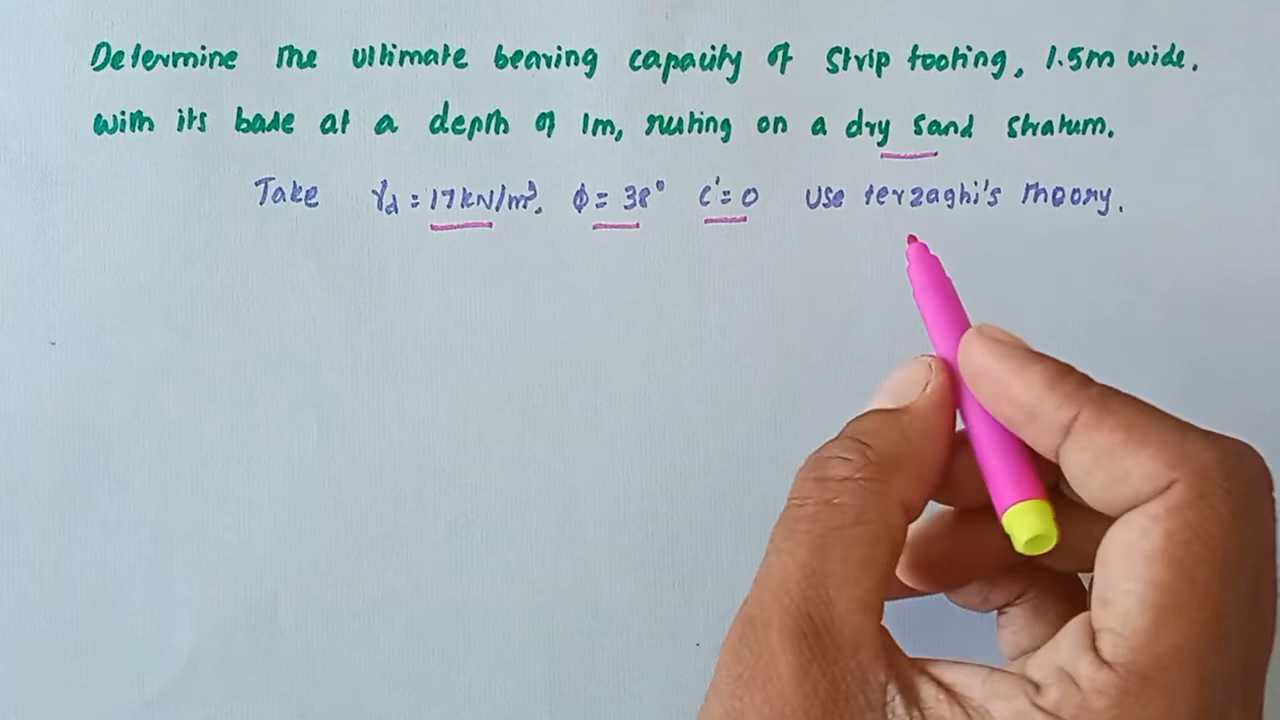 Determine the ultimate bearing capacity of strip footing, 1.5m wide.
with its base at a depth of 1m, resting on a dry sand stratum.
Take γd = 17kN/m³. ϕ = 38° c' = 0 use terzaghi's theory.